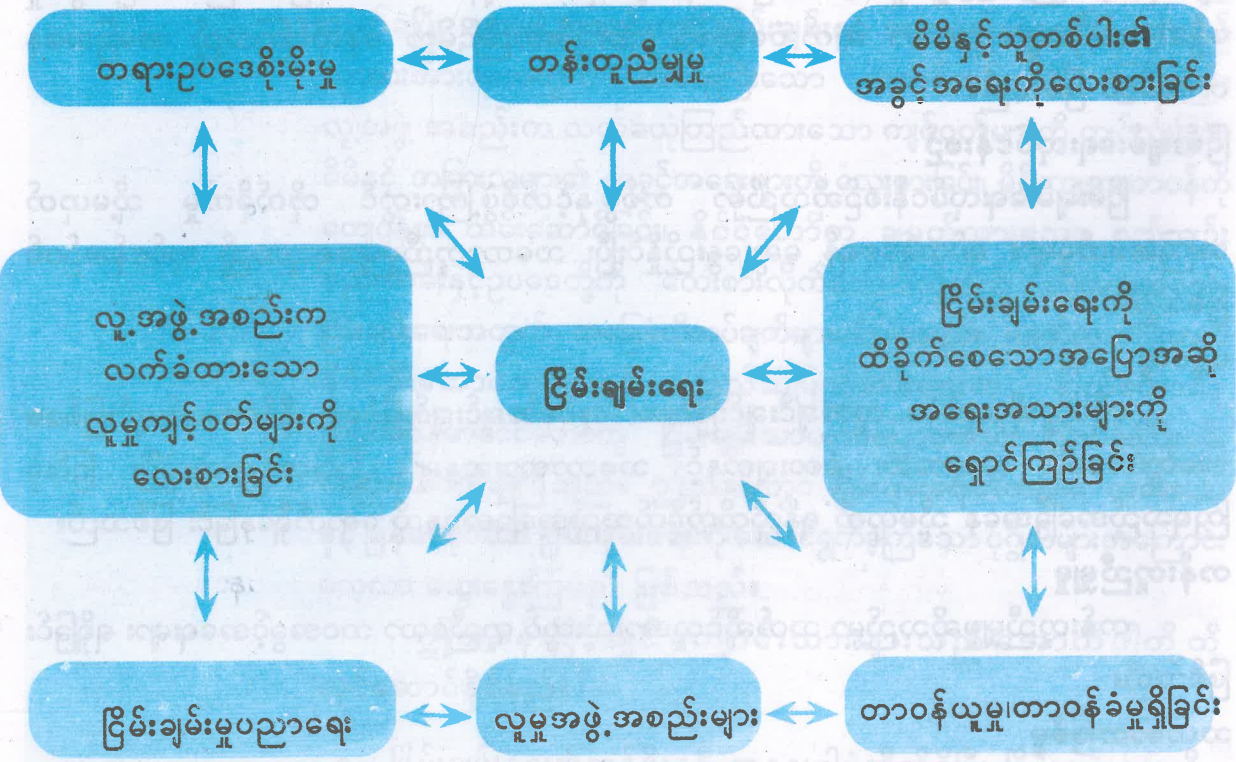 တရားဥပဒေစိုးမိုးမှု
တန်းတူညီမျှမှု
မိမိနှင့်သူတစ်ပါး၏
အခွင့်အရေးကိုလေးစားခြင်း
လူ့အဖွဲ့အစည်းက
လက်ခံထားသော
လူမှုကျင့်ဝတ်များကို
လေးစားခြင်း
ငြိမ်းချမ်းရေး
ငြိမ်းချမ်းရေးကို
ထိခိုက်စေသောအပြောအဆို
အရေးအသားများကို
ရှောင်ကြဉ်ခြင်း
ငြိမ်းချမ်းမှုပညာရေး
လူမှုအဖွဲ့အစည်းများ
တာဝန်ယူမှု၊တာဝန်ခံမှုရှိခြင်း